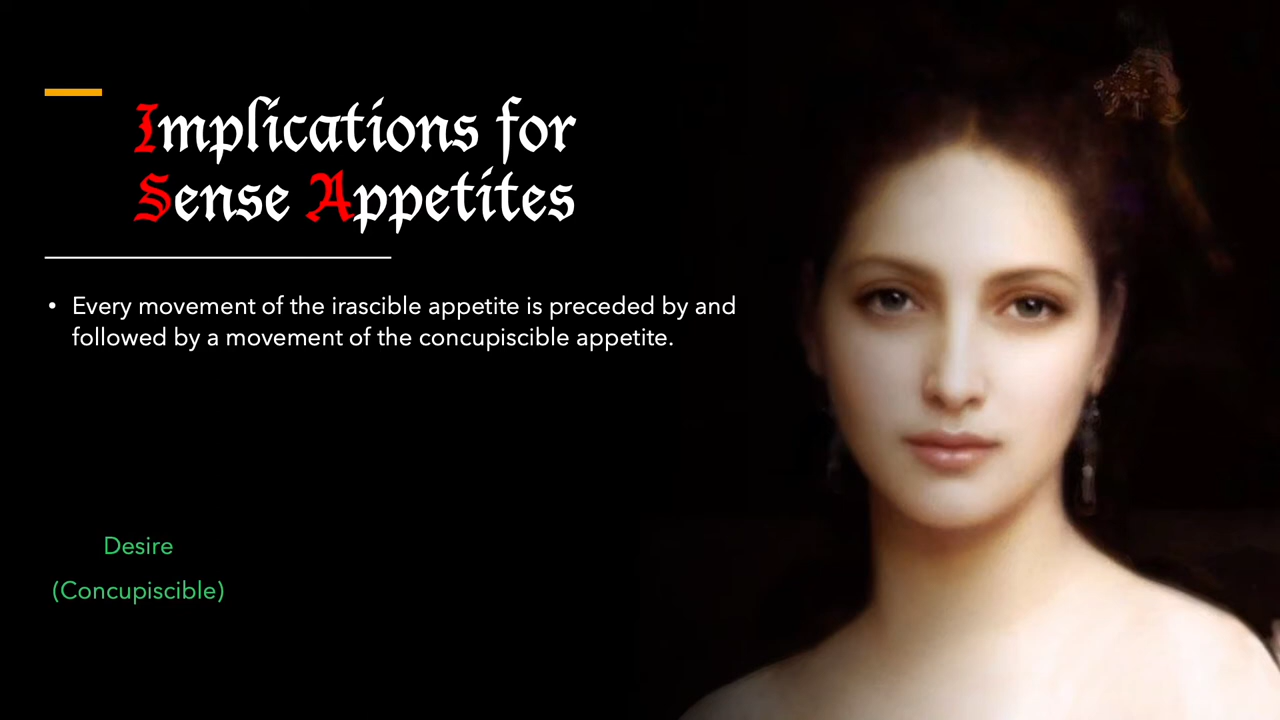 Implications for
Sense Appetites
• Every movement of the irascible appetite is preceded by and
followed by a movement of the concupiscible appetite.
Desire
(Concupiscible)